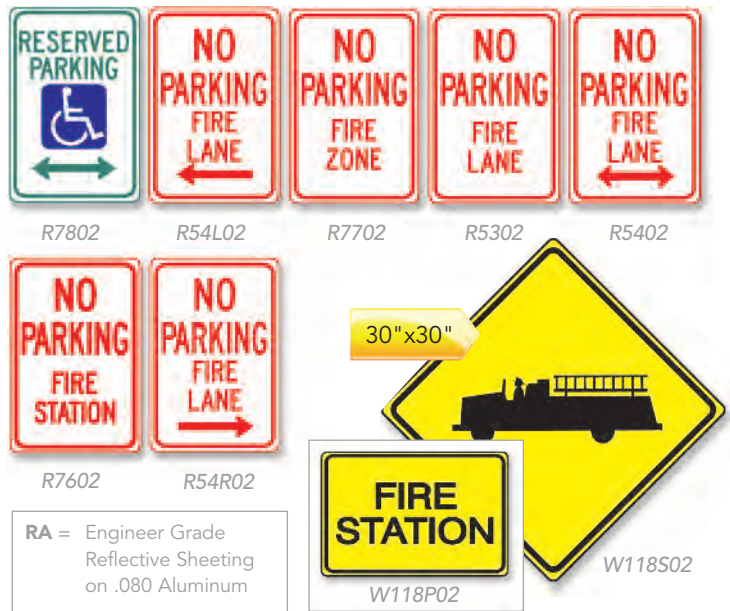 RESERVED
PARKING
NO
PARKING
FIRE
LANE
NO
PARKING
FIRE
ZONE
NO
PARKING
FIRE
LANE
NO
PARKING
FIRE
LANE
R7802
R54L02
R7702
R5302
R5402
NO
PARKING
FIRE
STATION
NO
PARKING
FIRE
LANE
30"x30"
R7602
R54R02
FIRE
STATION
W118P02
W118S02
RA = Engineer Grade
Reflective Sheeting
on .080 Aluminum